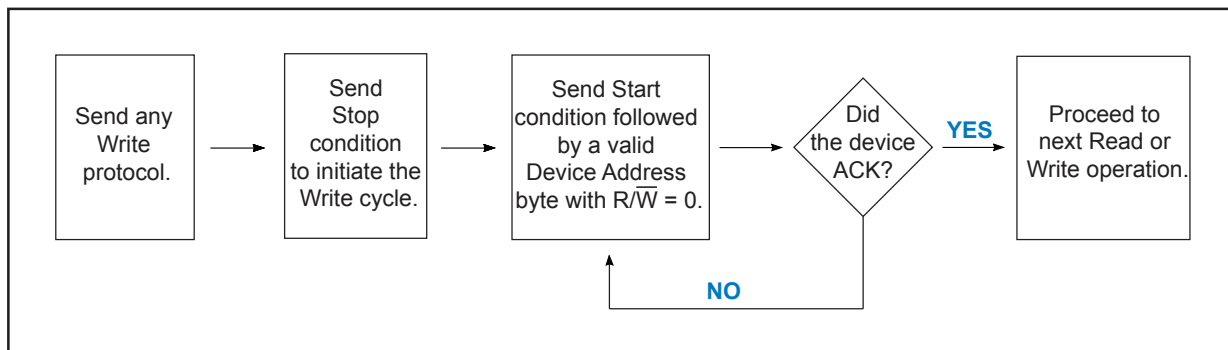 Send any
Write
protocol.
Send
Stop
condition
to initiate the
Write cycle.
Send Start
condition followed
by a valid
Device Address
byte with R/W̅ = 0.
Did
the device
ACK?
YES
Proceed to
next Read or
Write operation.
NO